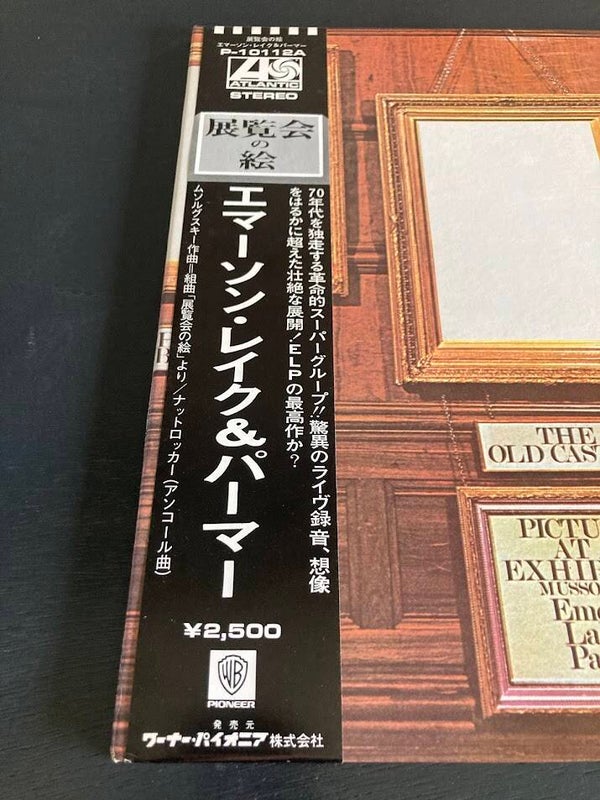 展覧会の絵
エマーソン・レイク&パーマー
P-10112A
ATLANTIC
STEREO
展覧会
の
絵
70年代を独走する革命的スーパーグループ!!驚異のライヴ録音、想像
をはるかに超えた壮絶な展開!ELPの最高作か?
エマーソン・レイク&パーマー
ムソルグスキー作曲=組曲「展覧会の絵」より/ナットロッカー(アンコール曲)
¥2,500
WB
PIONEER
発売元
ワーナー・パイオニア株式会社
THE
OLD CAST
PICTU
AT
EXHIB
MUSSO
Eme
La
Pa